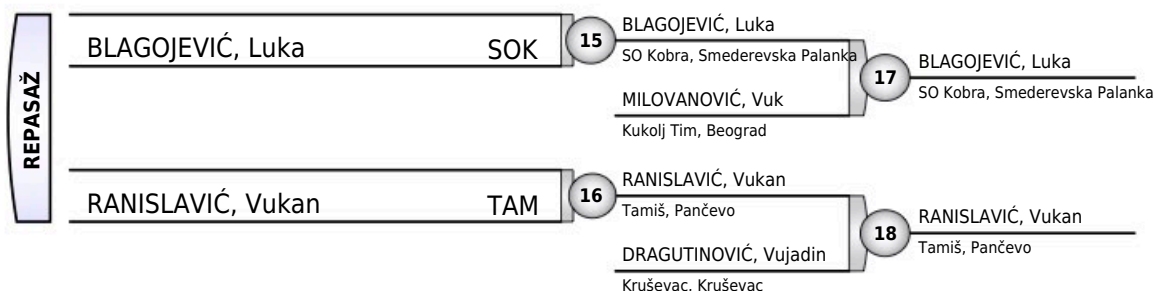 REPASAŽ
BLAGOJEVIĆ, Luka SOK
15
BLAGOJEVIĆ, Luka
SO Kobra, Smederevska Palanka
MILOVANOVIĆ, Vuk
Kukolj Tim, Beograd
17
BLAGOJEVIĆ, Luka
SO Kobra, Smederevska Palanka
RANISLAVIĆ, Vukan TAM
16
RANISLAVIĆ, Vukan
Tamiš, Pančevo
DRAGUTINOVIĆ, Vujadin
Kruševac, Kruševac
18
RANISLAVIĆ, Vukan
Tamiš, Pančevo